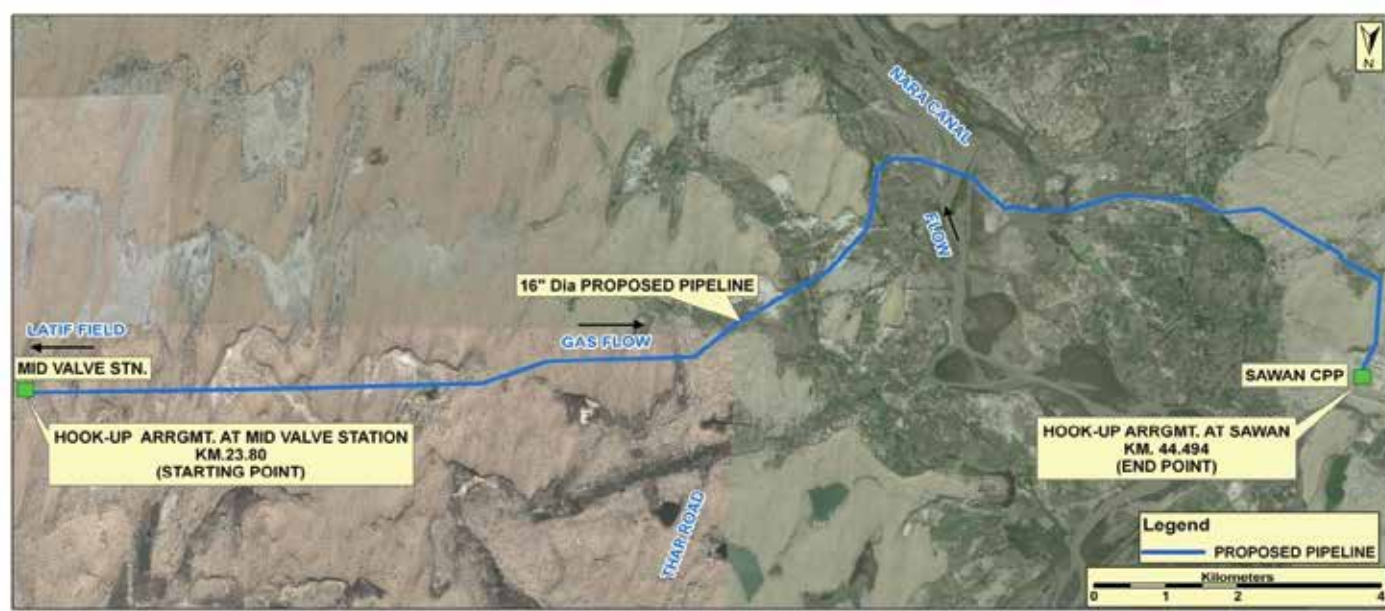 N
NARA CANAL
FLOW
16" Dia PROPOSED PIPELINE
LATIF FIELD
GAS FLOW
MID VALVE STN.
SAWAN CPP
HOOK-UP ARRGMT. AT MID VALVE STATION
KM.23.80
(STARTING POINT)
HOOK-UP ARRGMT. AT SAWAN
KM. 44.494
(END POINT)
THAR ROAD
Legend
PROPOSED PIPELINE
Kilometers
0 1 2 4